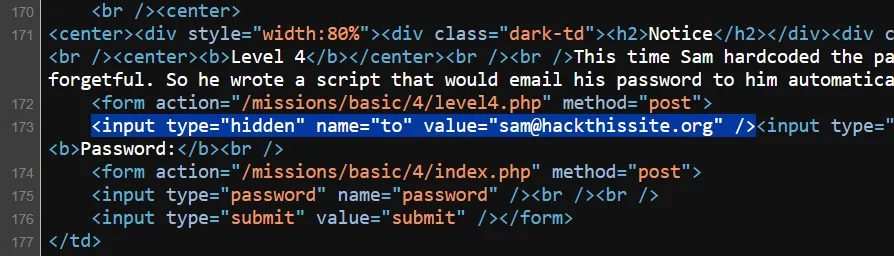 170 <br /><center>
171 <center><div style="width:80%"><div class="dark-td"><h2>Notice</h2></div><div c
<br /><center><b>Level 4</b></center><br /><br />This time Sam hardcoded the pa
forgetful. So he wrote a script that would email his password to him automatica
172 <form action="/missions/basic/4/level4.php" method="post">
173 <input type="hidden" name="to" value="sam@hackthissite.org" /><input type="
<b>Password:</b><br />
174 <form action="/missions/basic/4/index.php" method="post">
175 <input type="password" name="password" /><br /><br />
176 <input type="submit" value="submit" /></form>
177 </td>